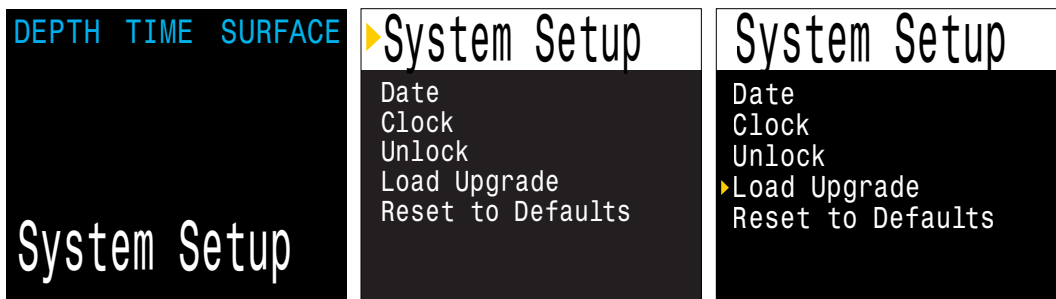 DEPTH TIME SURFACE
System Setup
System Setup
Date
Clock
Unlock
Load Upgrade
Reset to Defaults
System Setup
Date
Clock
Unlock
Load Upgrade
Reset to Defaults